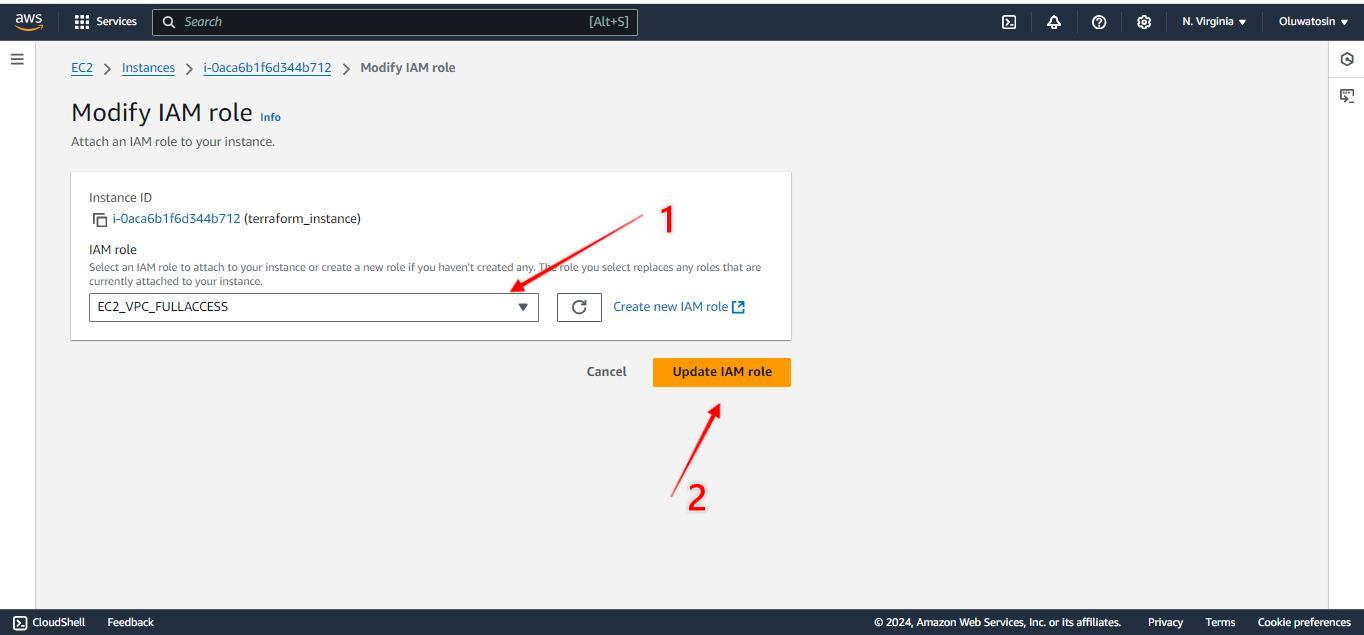 aws Services Search [Alt+S] N. Virginia Oluwatosin
EC2 Instances i-0aca6b1f6d344b712 Modify IAM role
Modify IAM role Info
Attach an IAM role to your instance.
Instance ID
i-0aca6b1f6d344b712 (terraform_instance)
1
IAM role
Select an IAM role to attach to your instance or create a new role if you haven't created any. The role you select replaces any roles that are
currently attached to your instance.
EC2_VPC_FULLACCESS Create new IAM role
Cancel Update IAM role
2
CloudShell Feedback © 2024, Amazon Web Services, Inc. or its affiliates. Privacy Terms Cookie preferences